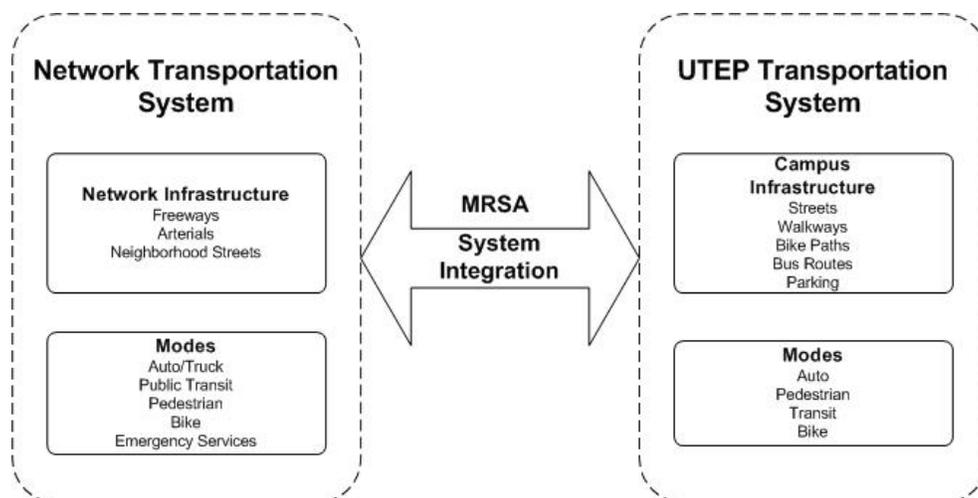 Network Transportation
System
Network Infrastructure
Freeways
Arterials
Neighborhood Streets
Modes
Auto/Truck
Public Transit
Pedestrian
Bike
Emergency Services
MRSA
System
Integration
UTEP Transportation
System
Campus
Infrastructure
Streets
Walkways
Bike Paths
Bus Routes
Parking
Modes
Auto
Pedestrian
Transit
Bike